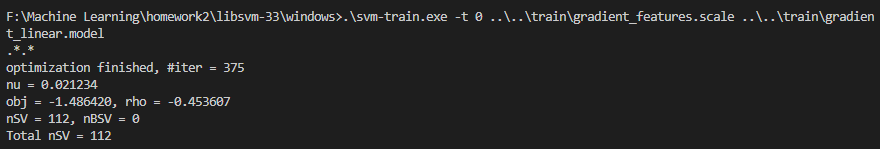 F:\Machine Learning\homework2\libsvm-33\windows>.\svm-train.exe -t 0 ..\..\train\gradient_features.scale ..\..\train\gradien
t_linear.model
.*.*
optimization finished, #iter = 375
nu = 0.021234
obj = -1.486420, rho = -0.453607
nSV = 112, nBSV = 0
Total nSV = 112